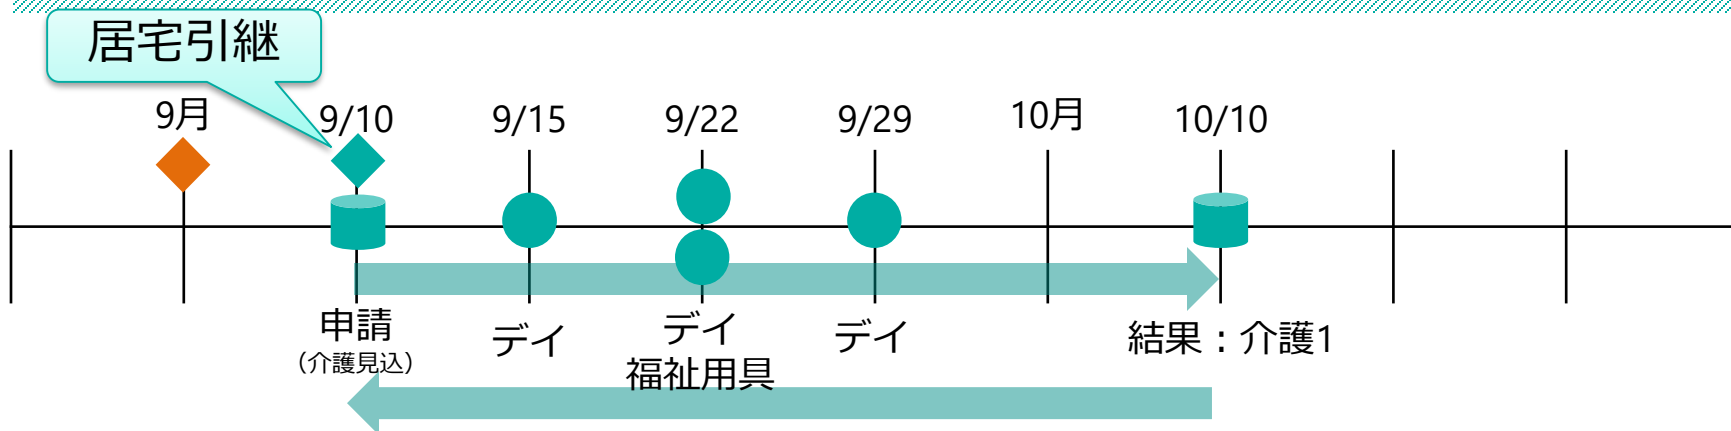 居宅引継
9月
9/10
9/15
9/22
9/29
10月
10/10
申請
（介護見込）
デイ
デイ
福祉用具
デイ
結果：介護1